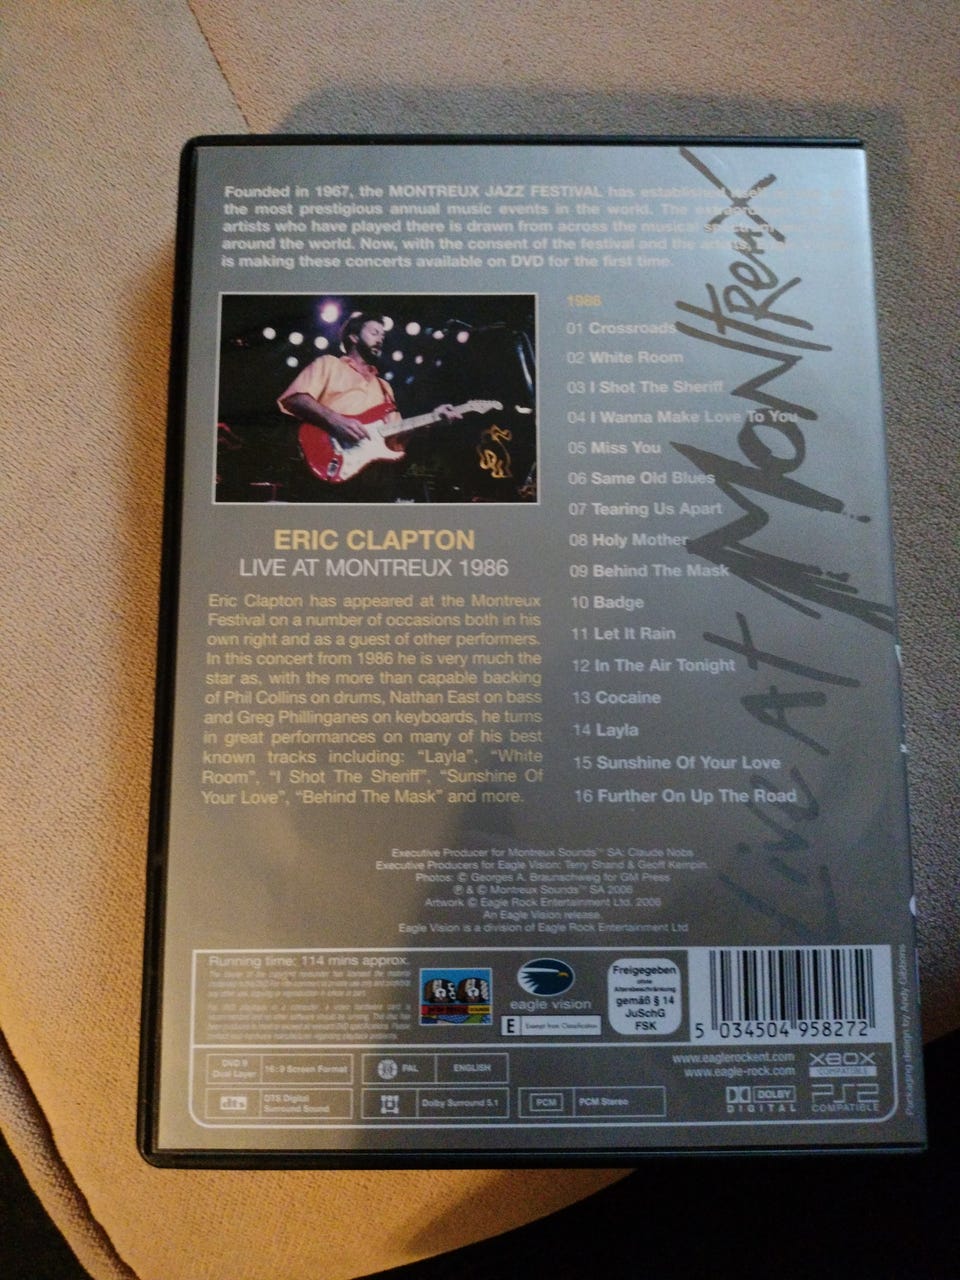 Founded in 1967, the MONTREUX JAZZ FESTIVAL has established
the most prestigious annual music events in the world. The
artists who have played there is drawn from across the musical
around the world. Now, with the consent of the festival and the
is making these concerts available on DVD for the first time.
1986
01 Crossroads
02 White Room
03 I Shot The Sheriff
04 I Wanna Make Love To You
05 Miss You
06 Same Old Blues
07 Tearing Us Apart
08 Holy Mother
09 Behind The Mask
10 Badge
11 Let It Rain
12 In The Air Tonight
13 Cocaine
14 Layla
15 Sunshine Of Your Love
16 Further On Up The Road
Live At Montreux
ERIC CLAPTON
LIVE AT MONTREUX 1986
Eric Clapton has appeared at the Montreux
Festival on a number of occasions both in his
own right and as a guest of other performers.
In this concert from 1986 he is very much the
star as, with the more than capable backing
of Phil Collins on drums, Nathan East on bass
and Greg Phillinganes on keyboards, he turns
in great performances on many of his best
known tracks including: “Layla”, “White
Room”, “I Shot The Sheriff”, “Sunshine Of
Your Love”, “Behind The Mask” and more.
Executive Producer for Montreux Sounds™ SA: Claude Nobs
Executive Producers for Eagle Vision: Terry Shand & Geoff Kempin
Photos: © Georges A. Braunschweig for GM Press
℗ & © Montreux Sounds™ SA 2006
Artwork © Eagle Rock Entertainment Ltd. 2006
An Eagle Vision release.
Eagle Vision is a division of Eagle Rock Entertainment Ltd
Running time: 114 mins approx.
eagle vision
E Exempt from Classification
Freigegeben
ohne
Altersbeschränkung
gemäß § 14
JuSchG
FSK
5 034504 958272
DVD 9
Dual Layer
16:9 Screen Format
PAL
ENGLISH
dts
DTS Digital
Surround Sound
Dolby Surround 5.1
PCM
PCM Stereo
www.eaglerockent.com
www.eagle-rock.com
DOLBY
DIGITAL
XBOX
COMPATIBLE
PS2
COMPATIBLE
Packaging design by Andy Gibbons